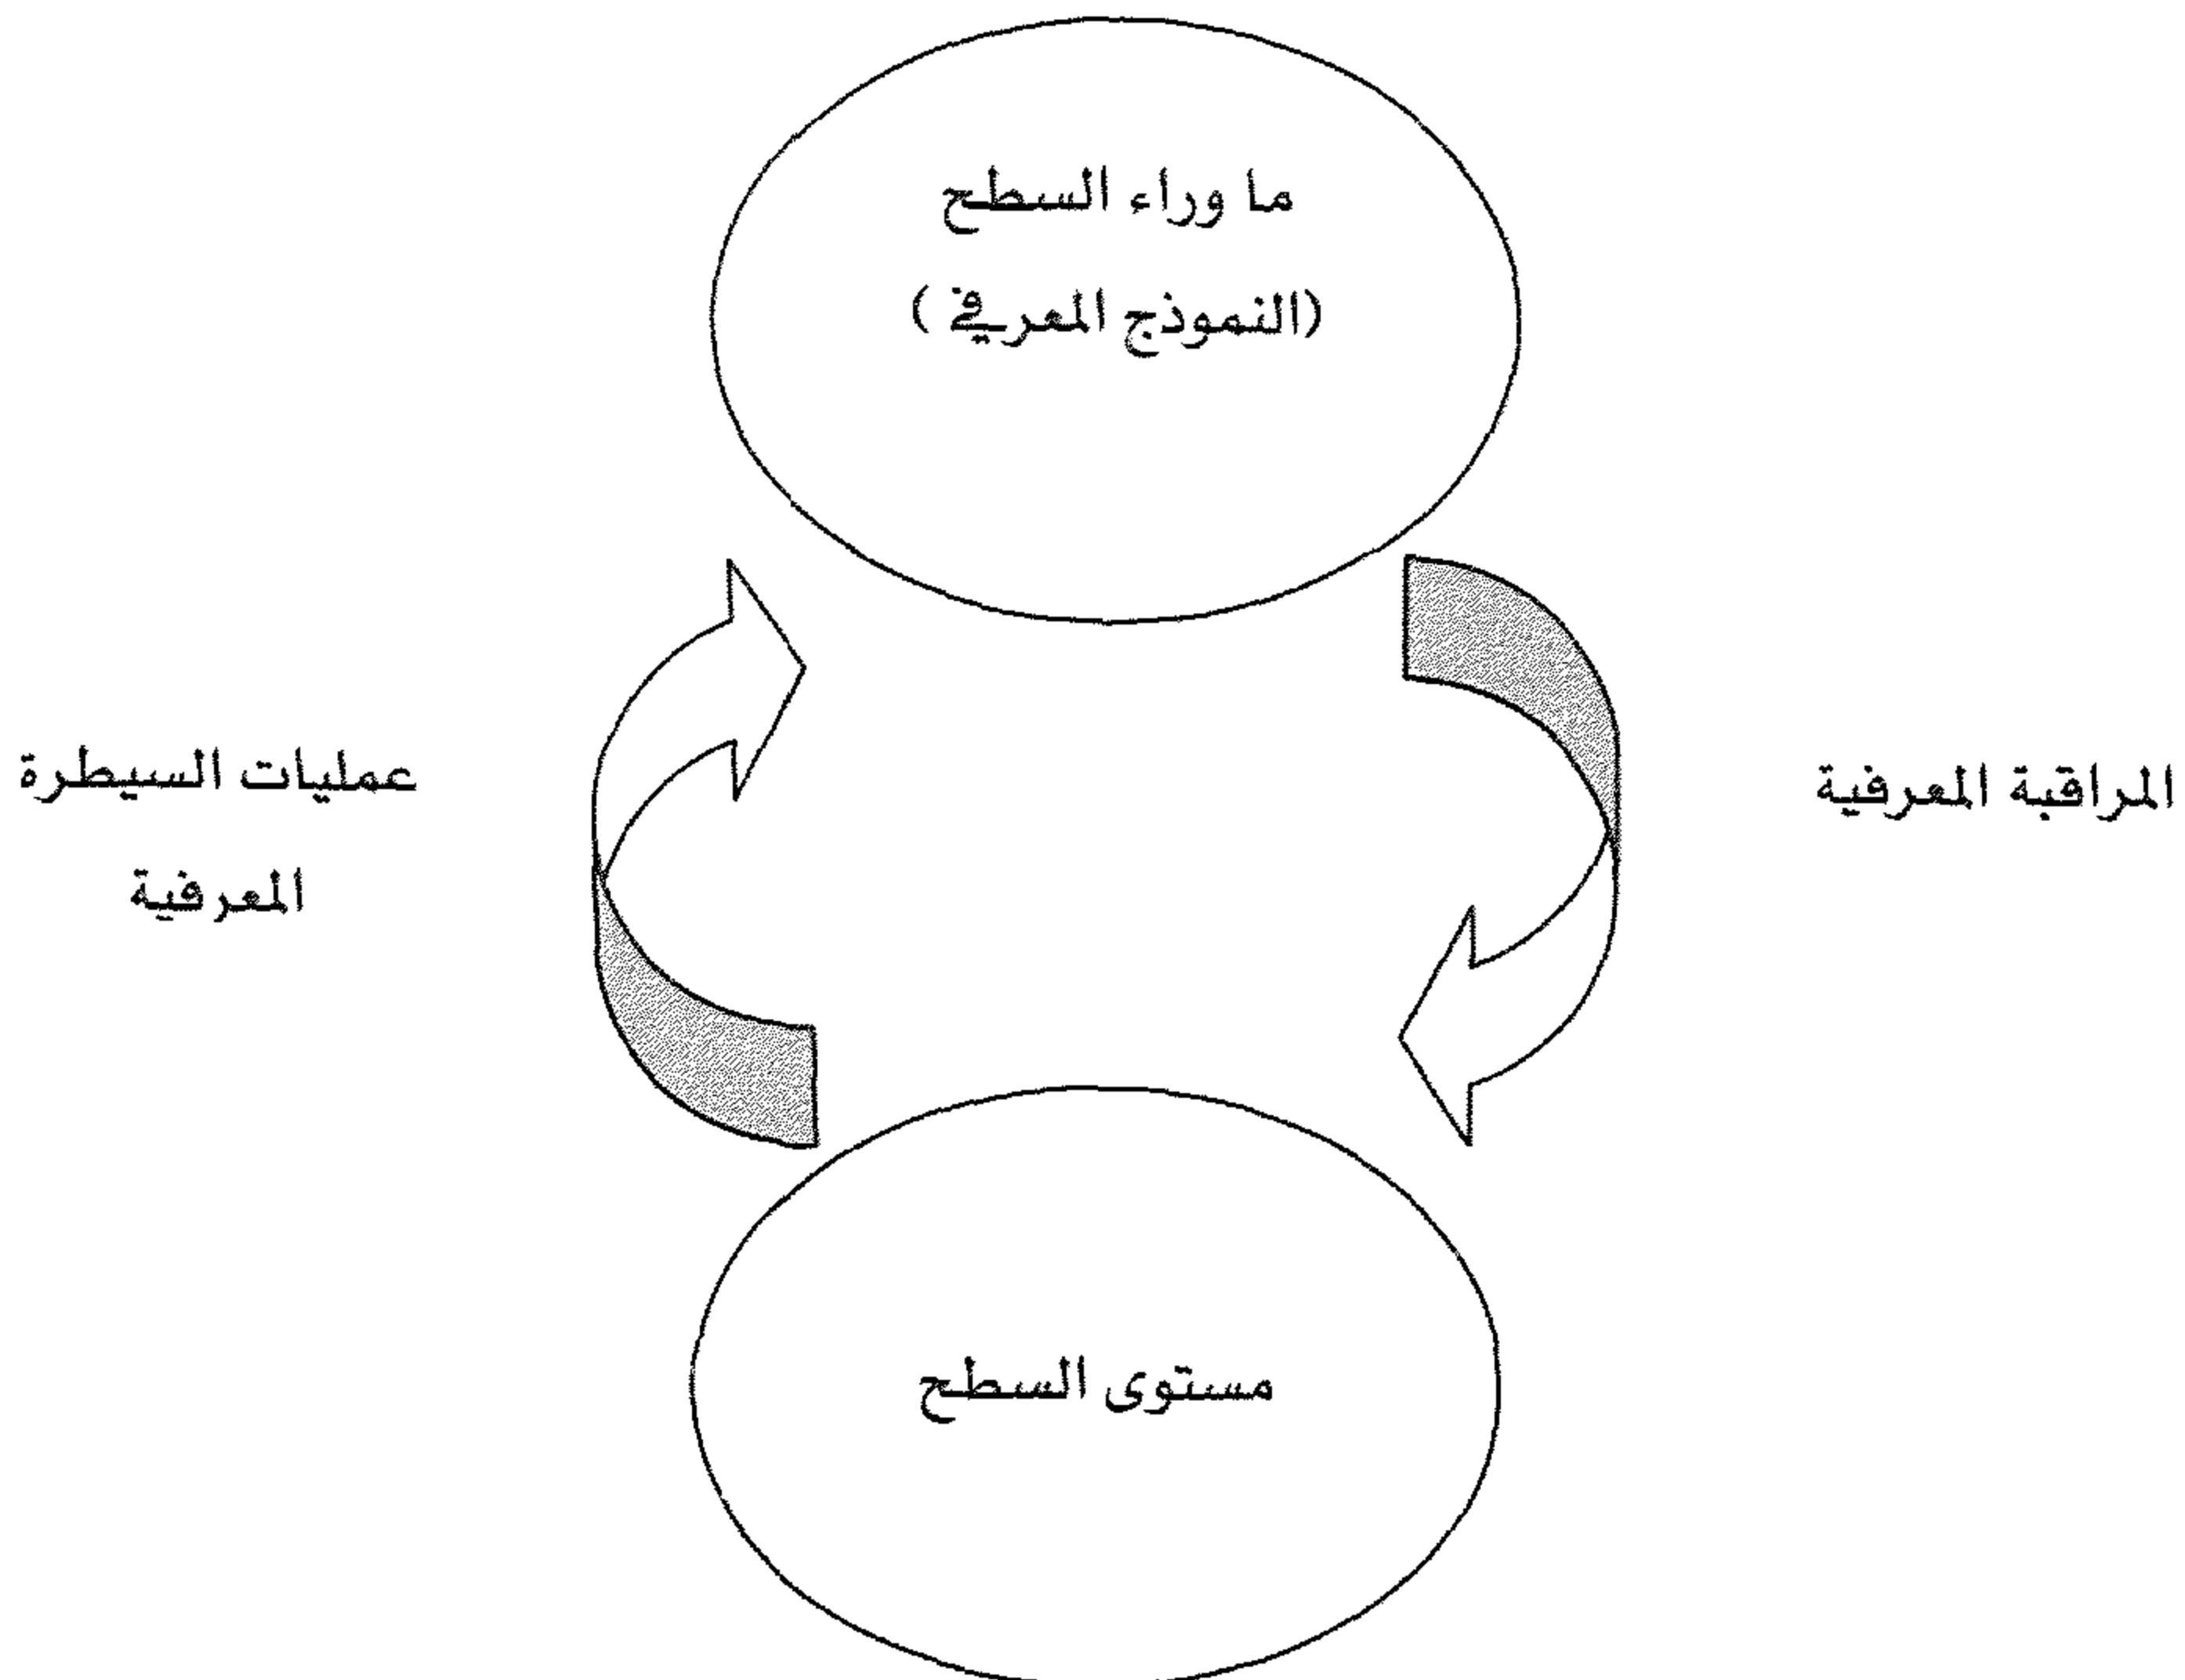 ما وراء السطح
(النموذج المعرفي )
المراقبة المعرفية
عمليات السيطرة
المعرفية
مستوى السطح